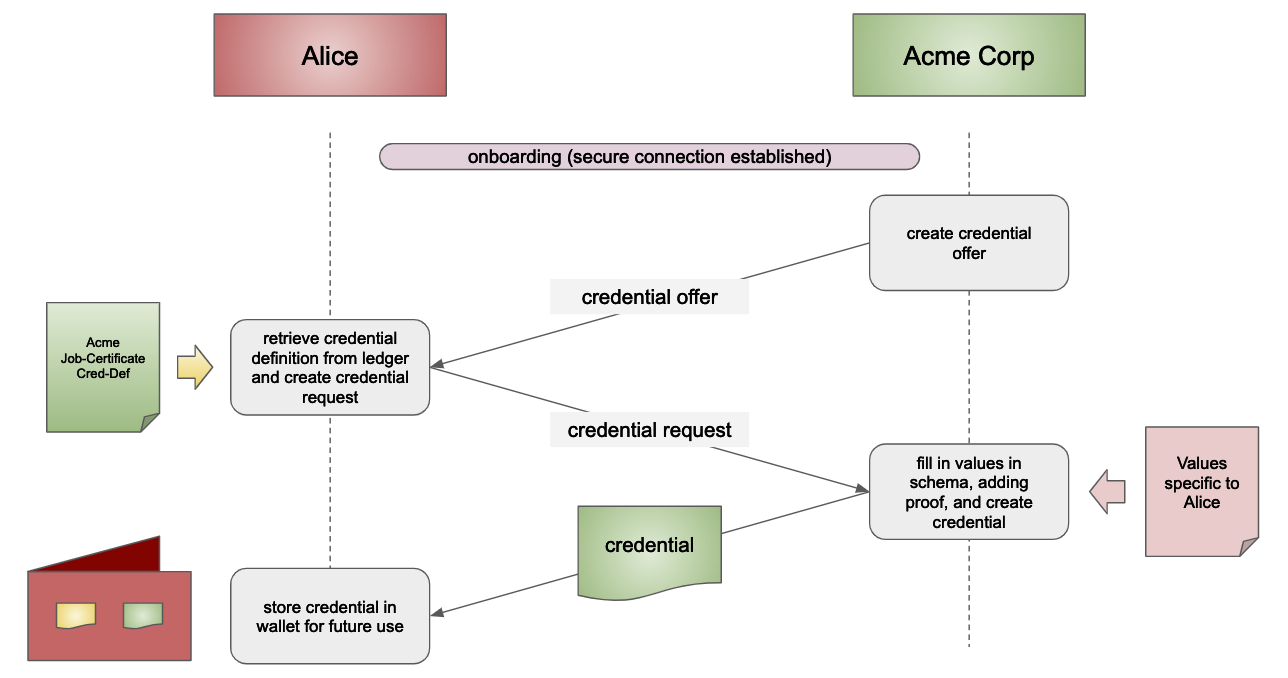 Alice
Acme Corp
onboarding (secure connection established)
create credential
offer
credential offer
Acme
Job-Certificate
Cred-Def
retrieve credential
definition from ledger
and create credential
request
credential request
fill in values in
schema, adding
proof, and create
credential
Values
specific to
Alice
credential
store credential in
wallet for future use